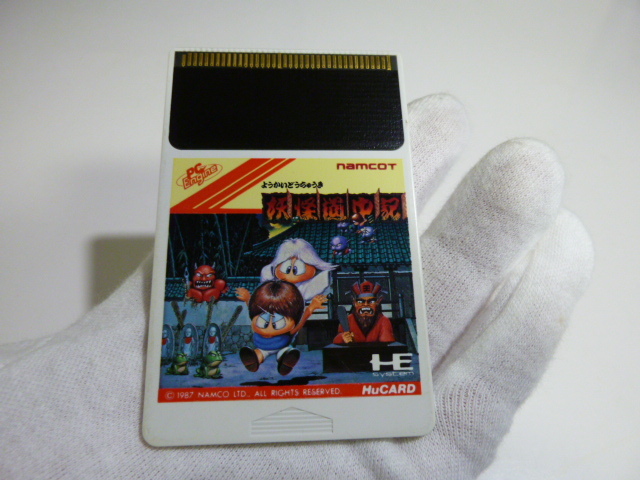 PC Engine
namcoT
ようかいどうちゅうき
妖怪道中記
HE system
© 1987 NAMCO LTD., ALL RIGHTS RESERVED
HuCARD